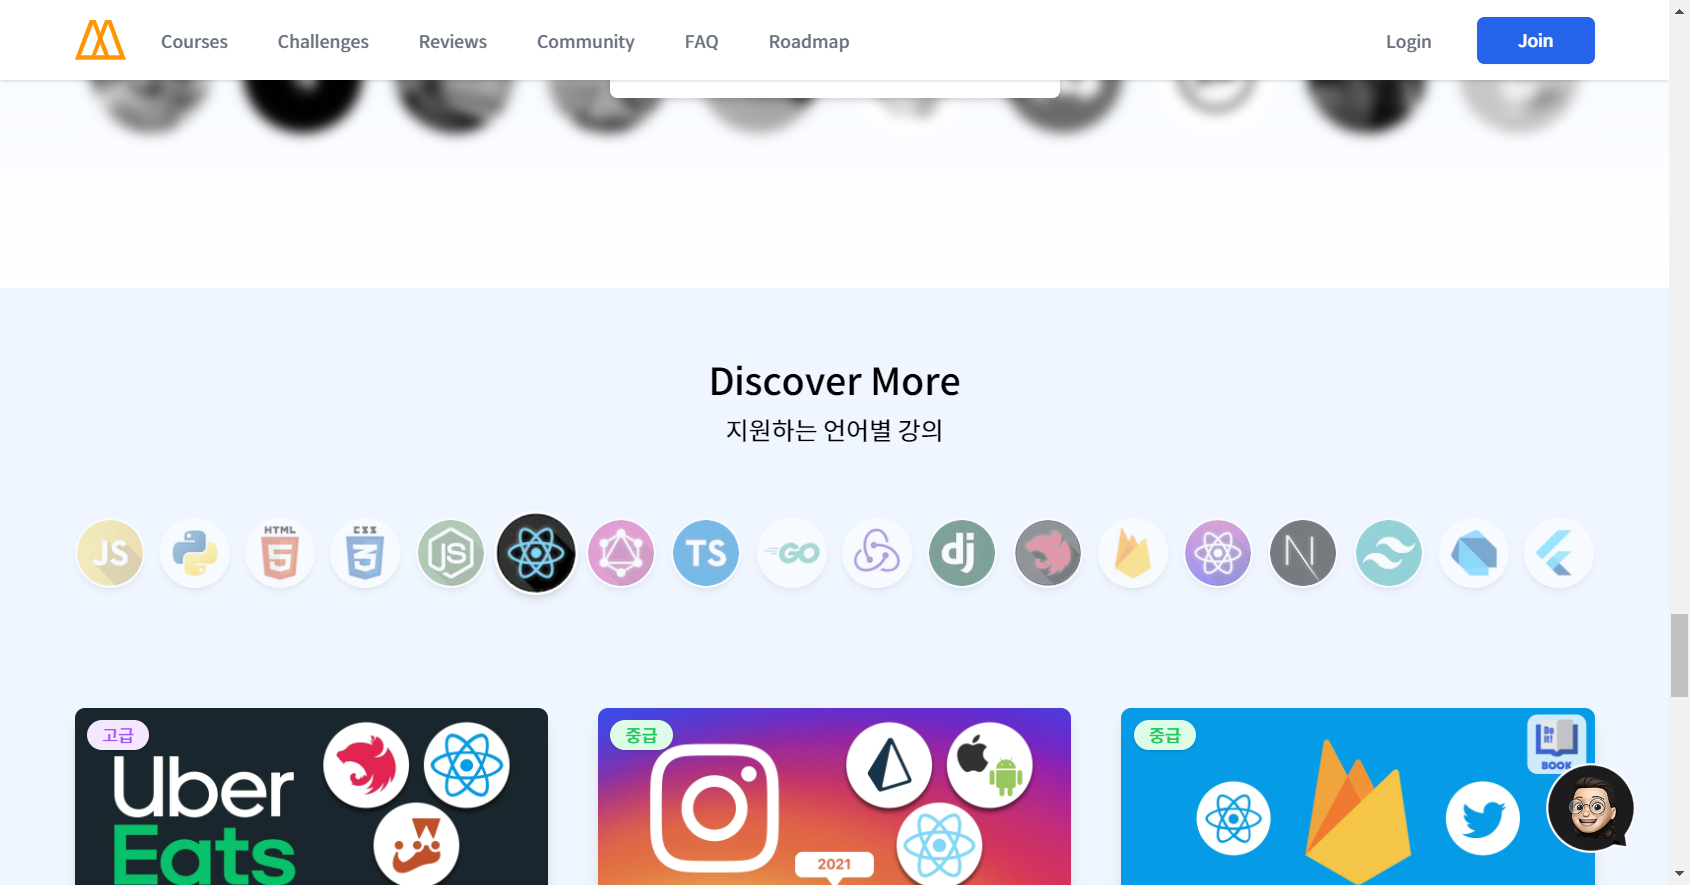 Courses Challenges Reviews Community FAQ Roadmap Login Join
Discover More
지원하는 언어별 강의
JS HTML 5 CSS 3 JS TS GO dj N
고급 중급 중급
Do it! BOOK
Uber
Eats
2021